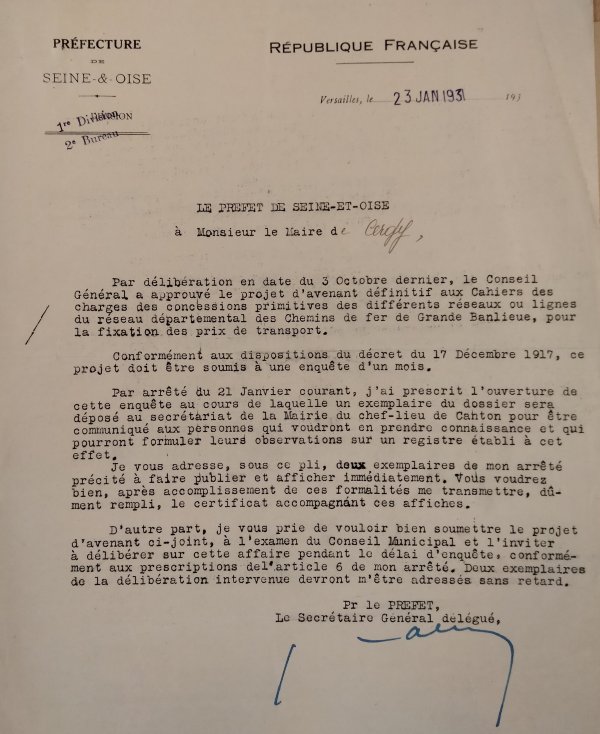 PRÉFECTURE
DE
SEINE-&-OISE
RÉPUBLIQUE FRANÇAISE
Versailles, le 23 JAN 1931 193
1re Division
2e Bureau
LE PREFET DE SEINE-ET-OISE
à Monsieur le Maire de Cergy,
Par délibération en date du 3 Octobre dernier, le Conseil
Général a approuvé le projet d'avenant définitif aux Cahiers des
charges des concessions primitives des différents réseaux ou lignes
du réseau départemental des Chemins de fer de Grande Banlieue, pour
la fixation des prix de transport.
Conformément aux dispositions du décret du 17 Décembre 1917, ce
projet doit être soumis à une enquête d'un mois.
Par arrêté du 21 Janvier courant, j'ai prescrit l'ouverture de
cette enquête au cours de laquelle un exemplaire du dossier sera
déposé au secrétariat de la Mairie du chef-lieu de Cahton pour être
communiqué aux personnes qui voudront en prendre connaissance et qui
pourront formuler leurs observations sur un registre établi à cet
effet.
Je vous adresse, sous ce pli, deux exemplaires de mon arrêté
précité à faire publier et afficher immédiatement. Vous voudrez
bien, après accomplissement de ces formalités me transmettre, dû-
ment rempli, le certificat accompagnant ces affiches.
D'autre part, je vous prie de vouloir bien soumettre le projet
d'avenant ci-joint, à l'examen du Conseil Municipal et l'inviter
à délibérer sur cette affaire pendant le délai d'enquête, conformé-
ment aux prescriptions del'article 6 de mon arrêté. Deux exemplaires
de la délibération intervenue devront m'être adressés sans retard.
Pr le PREFET,
Le Secrétaire Général délégué,